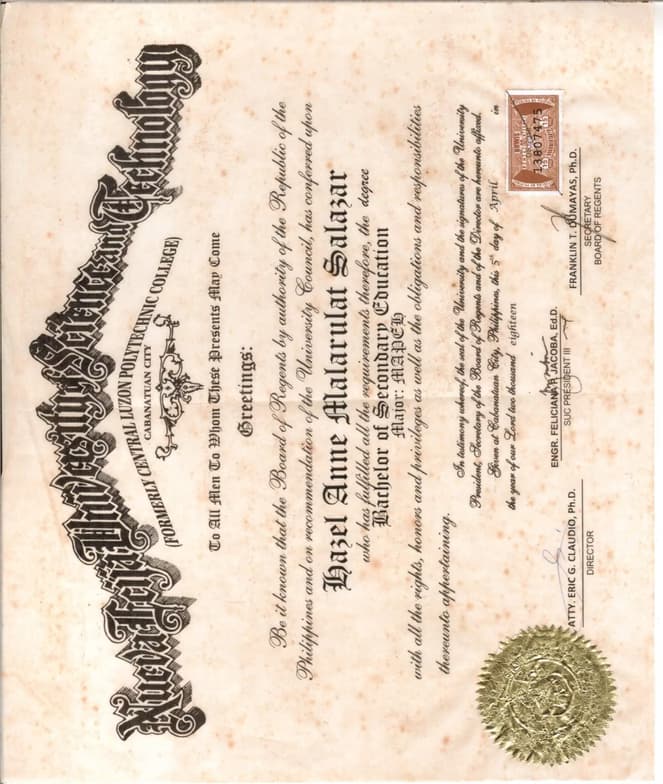 Nueva Ecija University of Science and Technology
(FORMERLY CENTRAL LUZON POLYTECHNIC COLLEGE)
CABANATUAN CITY
To All Men To Whom These Presents May Come
Greetings:
Be it known that the Board of Regents by authority of the Republic of the
Philippines and on recommendation of the University Council, has conferred upon
Hazel Anne Malarulat Salazar
who has fulfilled all the requirements therefore, the degree
Bachelor of Secondary Education
Major: MAPEH
with all the rights, honors and privileges as well as the obligations and responsibilities
thereunto appertaining.
In testimony whereof, the seal of the University and the signatures of the University
President, Secretary of the Board of Regents and of the Director are hereunto affixed.
Given at Cabanatuan City, Philippines, this 5th day of April in
the year of our Lord two thousand eighteen
13807475
ATTY. ERIC G. CLAUDIO, Ph.D.
DIRECTOR
ENGR. FELICIANA P. JACOBA, Ed.D.
SUC PRESIDENT III
FRANKLIN T. DUMAYAS, Ph.D.
SECRETARY
BOARD OF REGENTS